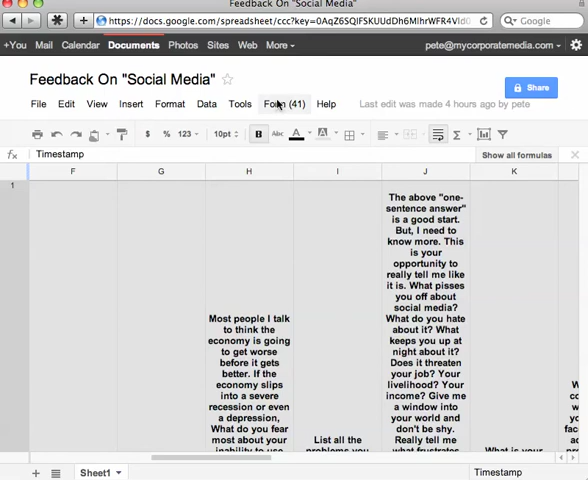 Feedback On "Social Media"
https://docs.google.com/spreadsheet/ccc?key=0AqZ6SQlFSKUUdDh6MlhrWFR4Vld0
Google
+You Mail Calendar Documents Photos Sites Web More
pete@mycorporatemedia.com
Feedback On "Social Media"
Share
File Edit View Insert Format Data Tools Form (41) Help Last edit was made 4 hours ago by pete
$ % 123 10pt B Abc A A Σ
fx Timestamp Show all formulas
F G H I J K
1
The above "one-
sentence answer"
is a good start.
But, I need to
know more. This
is your
opportunity to
really tell me like
it is. What pisses
you off about
social media?
What do you hate
about it? What
keeps you up at
night about it?
Does it threaten
your job? Your
livelihood? Your
income? Give me
a window into
your world and
don't be shy.
Really tell me
what frustrates
Most people I talk
to think the
economy is going
to get worse
before it gets
better. If the
economy slips
into a severe
recession or even
a depression,
What do you fear
most about your
inability to use
List all the
problems you
What is your
Sheet1
Timestamp